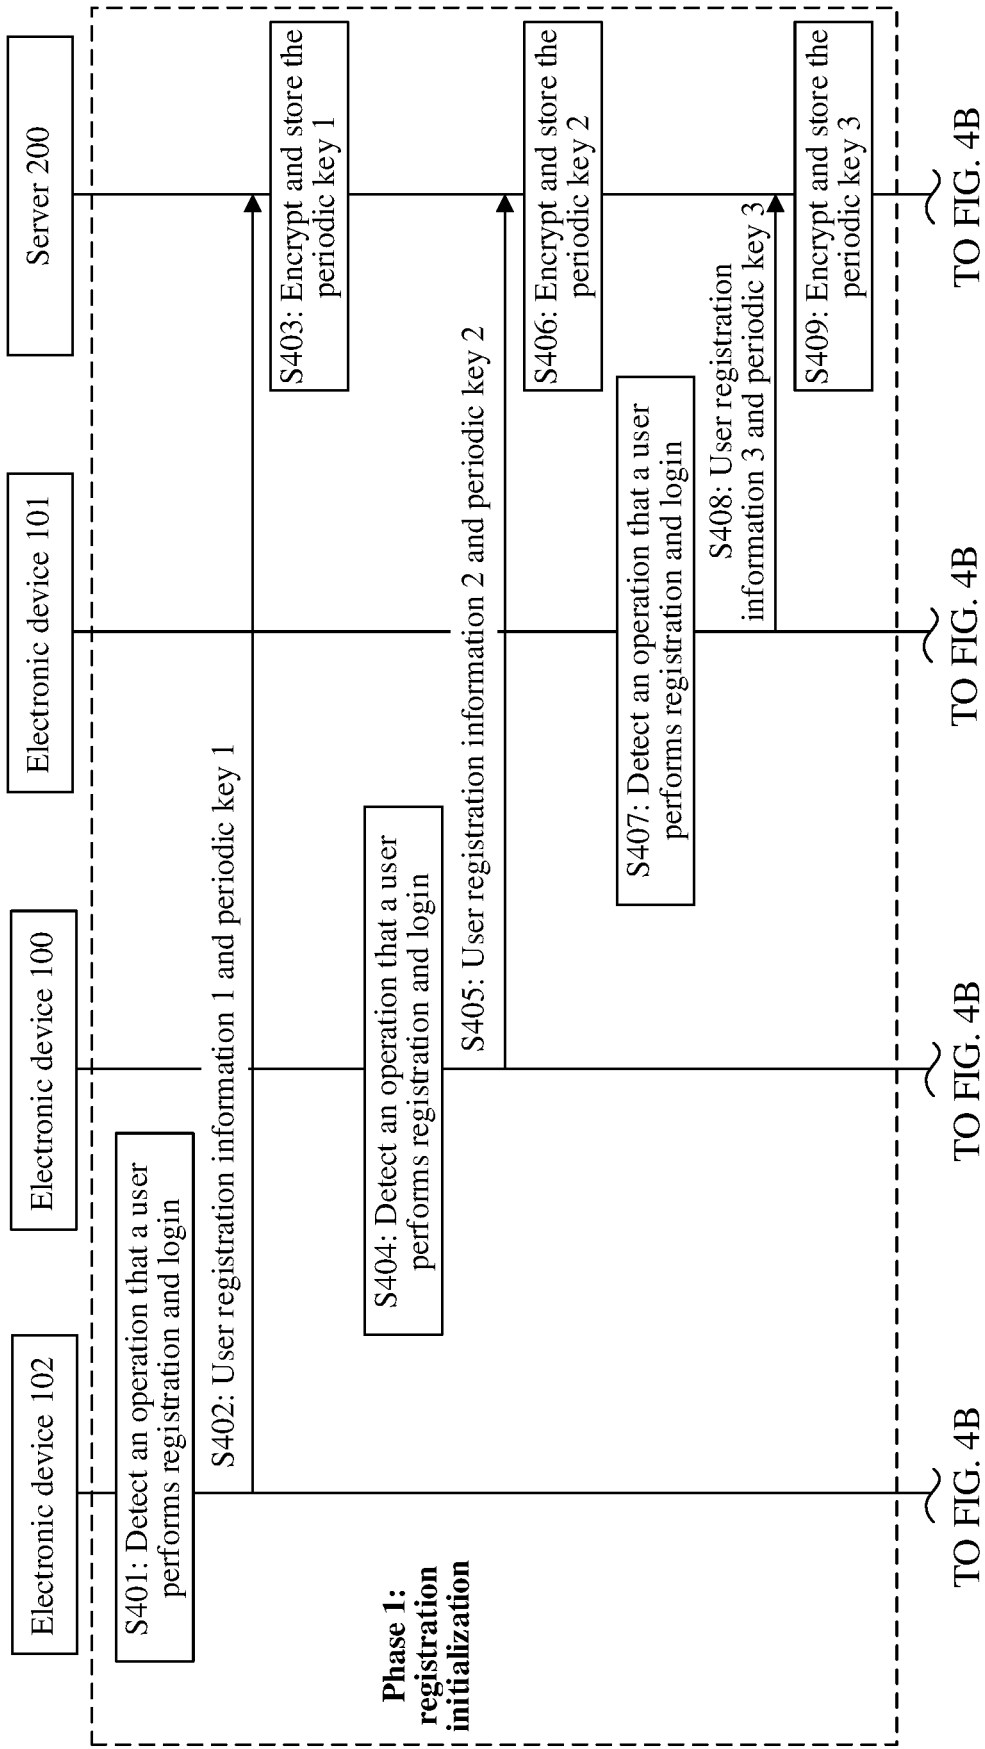 Electronic device 102
Electronic device 100
Electronic device 101
Server 200
S401: Detect an operation that a user
performs registration and login
S402: User registration information 1 and periodic key 1
S403: Encrypt and store the
periodic key 1
Phase 1:
registration
initialization
S404: Detect an operation that a user
performs registration and login
S405: User registration information 2 and periodic key 2
S406: Encrypt and store the
periodic key 2
S407: Detect an operation that a user
performs registration and login
S408: User registration
information 3 and periodic key 3
S409: Encrypt and store the
periodic key 3
TO FIG. 4B
TO FIG. 4B
TO FIG. 4B
TO FIG. 4B